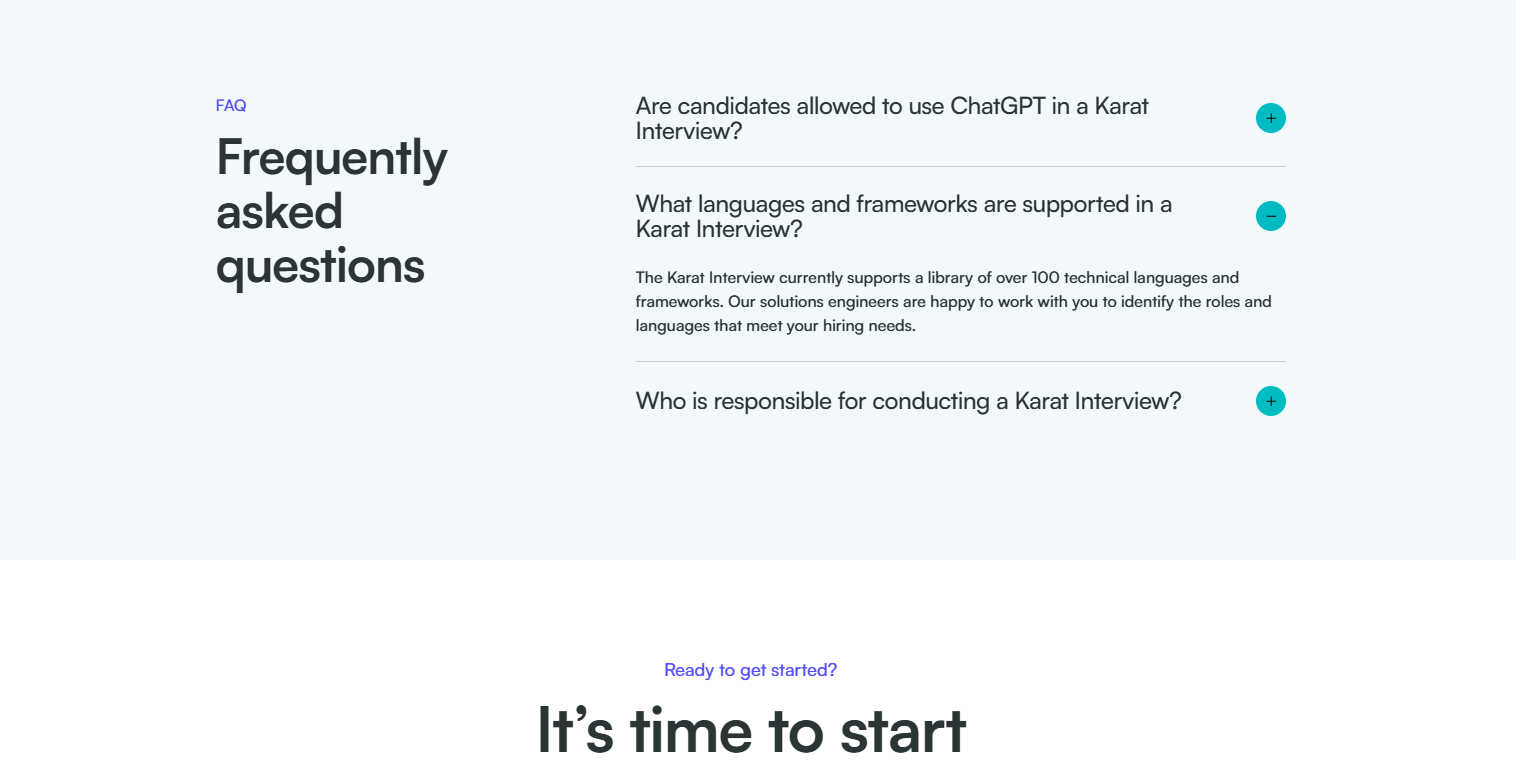 FAQ
Frequently
asked
questions
Are candidates allowed to use ChatGPT in a Karat
Interview?
What languages and frameworks are supported in a
Karat Interview?
The Karat Interview currently supports a library of over 100 technical languages and
frameworks. Our solutions engineers are happy to work with you to identify the roles and
languages that meet your hiring needs.
Who is responsible for conducting a Karat Interview?
Ready to get started?
It’s time to start